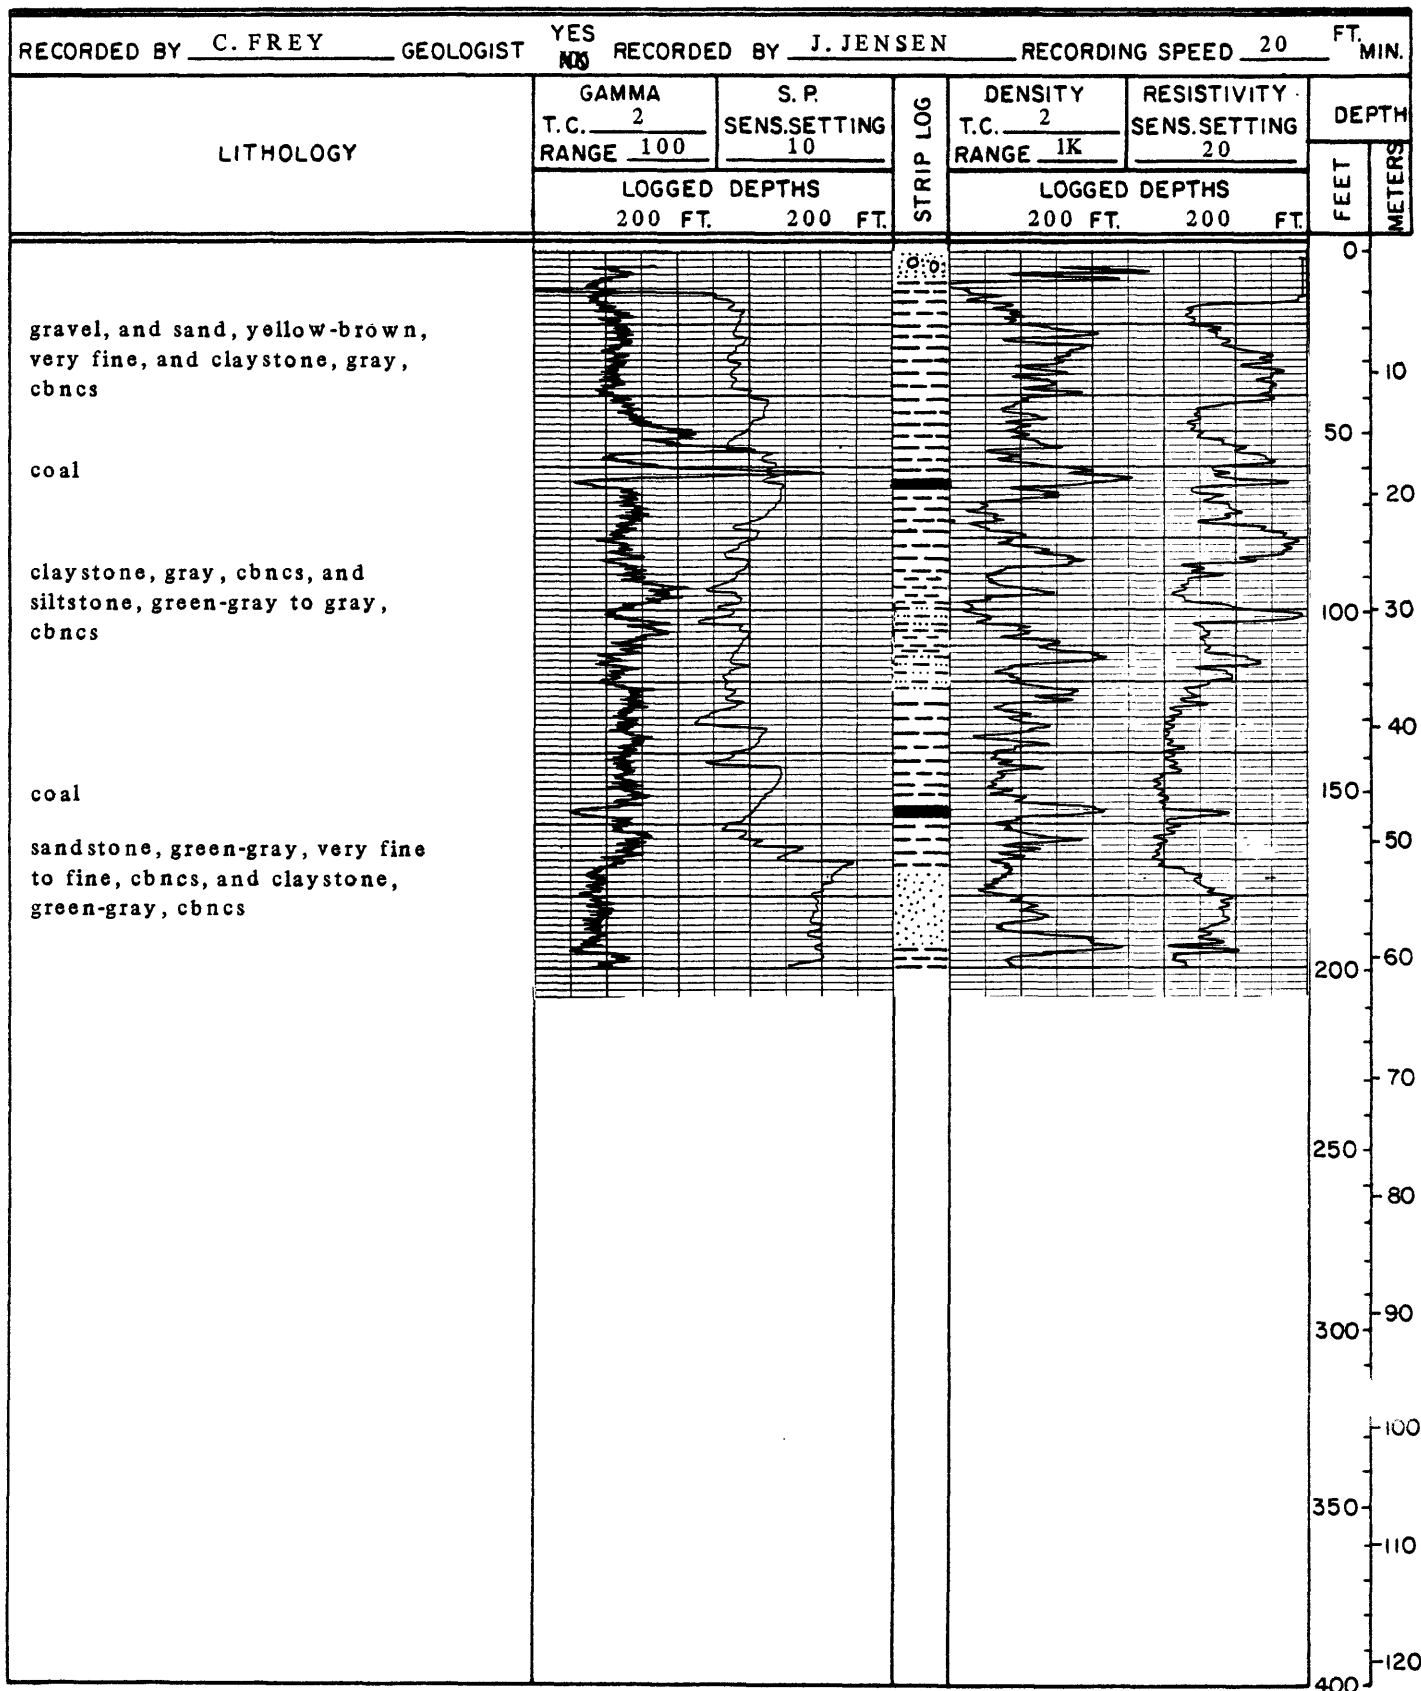 RECORDED BY C. FREY GEOLOGIST YES RECORDED BY J. JENSEN RECORDING SPEED 20 FT. MIN.
LITHOLOGY
GAMMA
T.C. 2
RANGE 100
S. P.
SENS.SETTING
10
LOGGED DEPTHS
200 FT. 200 FT.
STRIP LOG
DENSITY
T.C. 2
RANGE 1K
RESISTIVITY
SENS.SETTING
20
LOGGED DEPTHS
200 FT. 200 FT.
DEPTH
FEET
METERS
gravel, and sand, yellow-brown,
very fine, and claystone, gray,
cbncs
coal
claystone, gray, cbncs, and
siltstone, green-gray to gray,
cbncs
coal
sandstone, green-gray, very fine
to fine, cbncs, and claystone,
green-gray, cbncs
0
10
50
20
100 30
40
150
50
60
200
70
250
80
90
300
100
350
110
120
400